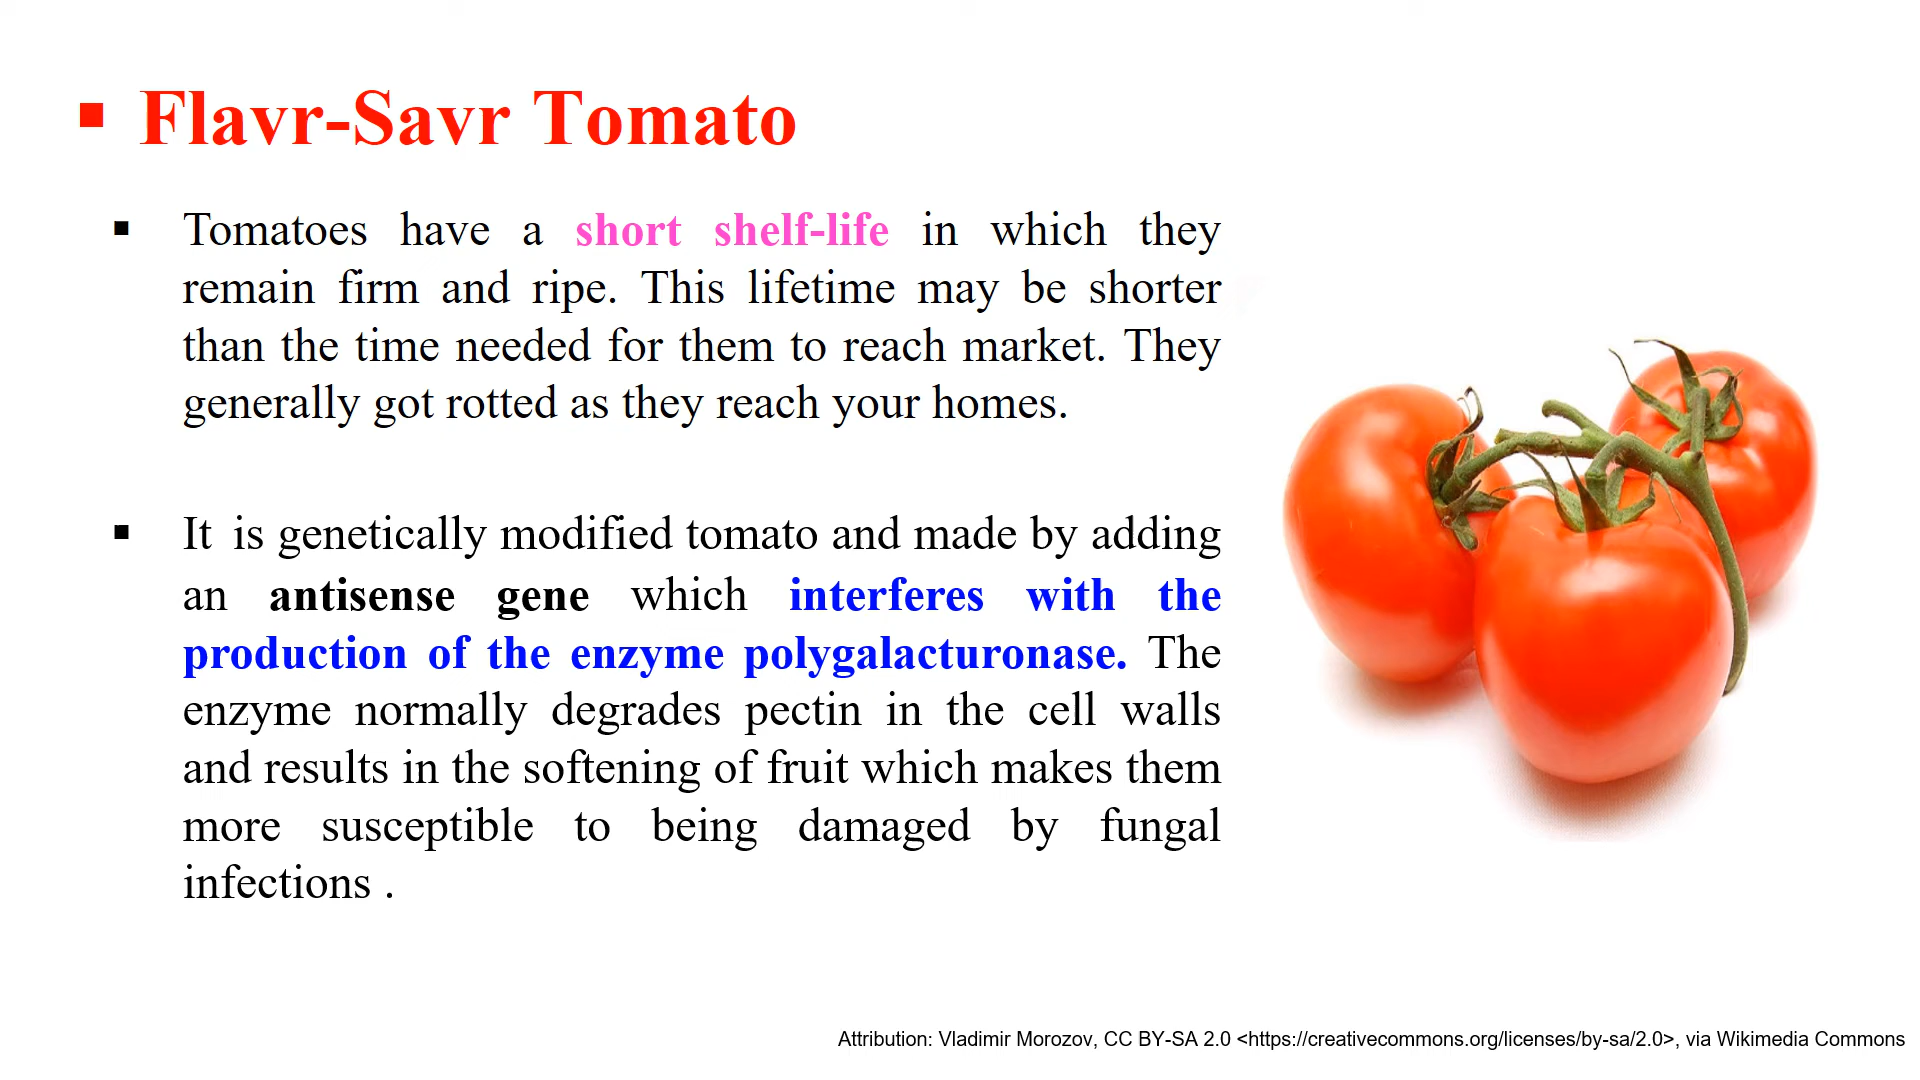 ▪ Flavr-Savr Tomato
▪ Tomatoes have a short shelf-life in which they
remain firm and ripe. This lifetime may be shorter
than the time needed for them to reach market. They
generally got rotted as they reach your homes.
▪ It is genetically modified tomato and made by adding
an antisense gene which interferes with the
production of the enzyme polygalacturonase. The
enzyme normally degrades pectin in the cell walls
and results in the softening of fruit which makes them
more susceptible to being damaged by fungal
infections .
Attribution: Vladimir Morozov, CC BY-SA 2.0 <https://creativecommons.org/licenses/by-sa/2.0>, via Wikimedia Commons